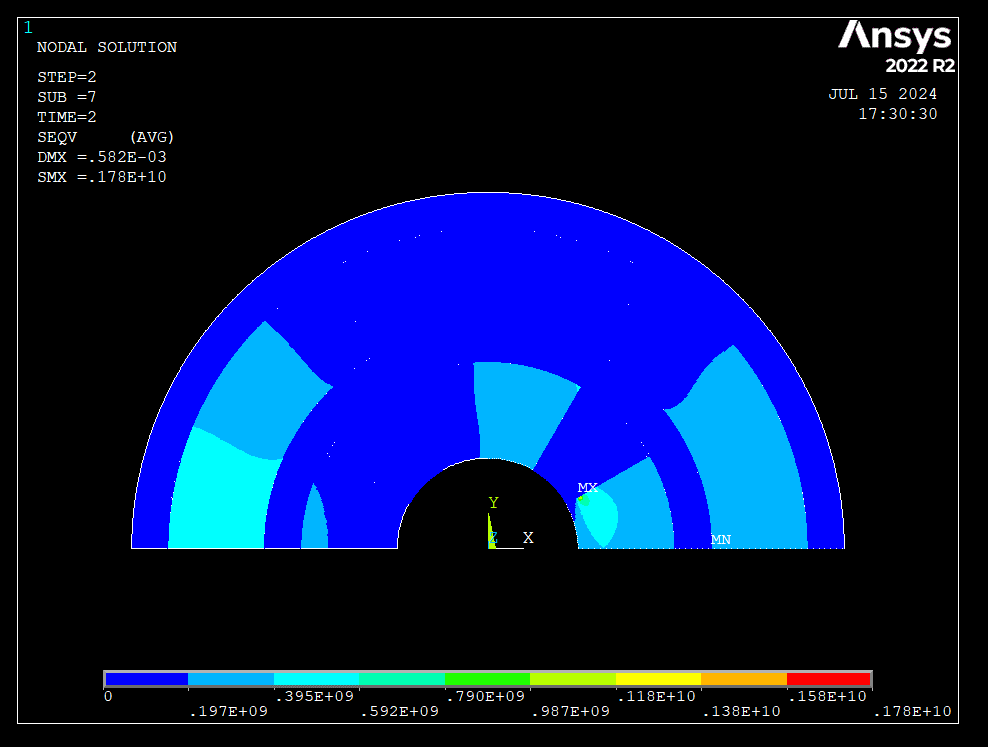 1
NODAL SOLUTION
STEP=2
SUB =7
TIME=2
SEQV (AVG)
DMX =.582E-03
SMX =.178E+10
Ansys
2022 R2
JUL 15 2024
17:30:30
MX
Y
Z X
MN
0 .395E+09 .790E+09 .118E+10 .158E+10
.197E+09 .592E+09 .987E+09 .138E+10 .178E+10